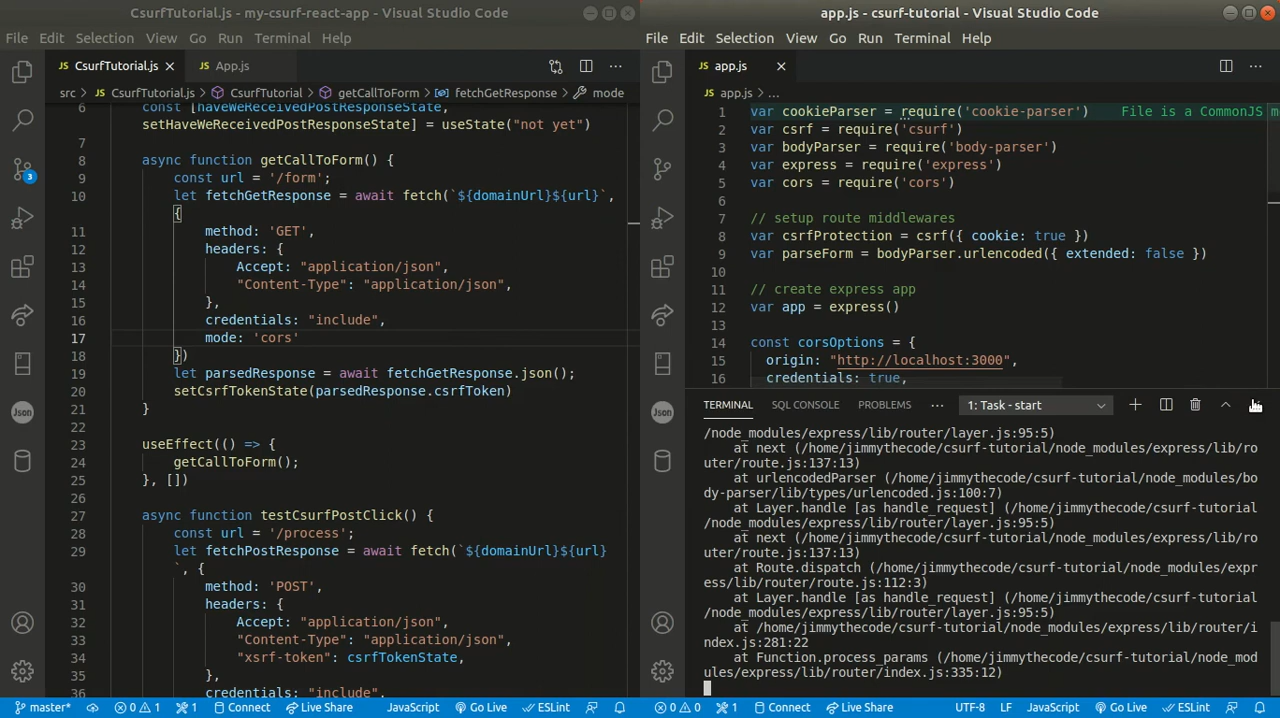 CsurfTutorial.js - my-csurf-react-app - Visual Studio Code
File Edit Selection View Go Run Terminal Help
JS CsurfTutorial.js App.js
src > JS CsurfTutorial.js > CsurfTutorial > getCallToForm > fetchGetResponse > mode
6 const [haveWeReceivedPostResponseState,
setHaveWeReceivedPostResponseState] = useState("not yet")
7
8 async function getCallToForm() {
9 const url = '/form';
10 let fetchGetResponse = await fetch(`${domainUrl}${url}`,
{
11 method: 'GET',
12 headers: {
13 Accept: "application/json",
14 "Content-Type": "application/json",
15 },
16 credentials: "include",
17 mode: 'cors'
18 })
19 let parsedResponse = await fetchGetResponse.json();
20 setCsrfTokenState(parsedResponse.csrfToken)
21 }
22
23 useEffect(() => {
24 getCallToForm();
25 }, [])
26
27 async function testCsurfPostClick() {
28 const url = '/process';
29 let fetchPostResponse = await fetch(`${domainUrl}${url}
`, {
30 method: 'POST',
31 headers: {
32 Accept: "application/json",
33 "Content-Type": "application/json",
34 "xsrf-token": csrfTokenState,
35 },
36 credentials: "include",
3
Json
master* 0 1 1 Connect Live Share JavaScript Go Live ESLint
app.js - csurf-tutorial - Visual Studio Code
File Edit Selection View Go Run Terminal Help
JS app.js
JS app.js > ...
1 var cookieParser = require('cookie-parser') File is a CommonJS m
2 var csrf = require('csurf')
3 var bodyParser = require('body-parser')
4 var express = require('express')
5 var cors = require('cors')
6
7 // setup route middlewares
8 var csrfProtection = csrf({ cookie: true })
9 var parseForm = bodyParser.urlencoded({ extended: false })
10
11 // create express app
12 var app = express()
13
14 const corsOptions = {
15 origin: "http://localhost:3000",
16 credentials: true,
Json
TERMINAL SQL CONSOLE PROBLEMS ... 1: Task - start
/node_modules/express/lib/router/layer.js:95:5)
at next (/home/jimmythecode/csurf-tutorial/node_modules/express/lib/ro
uter/route.js:137:13)
at urlencodedParser (/home/jimmythecode/csurf-tutorial/node_modules/bo
dy-parser/lib/types/urlencoded.js:100:7)
at Layer.handle [as handle_request] (/home/jimmythecode/csurf-tutorial
/node_modules/express/lib/router/layer.js:95:5)
at next (/home/jimmythecode/csurf-tutorial/node_modules/express/lib/ro
uter/route.js:137:13)
at Route.dispatch (/home/jimmythecode/csurf-tutorial/node_modules/expr
ess/lib/router/route.js:112:3)
at Layer.handle [as handle_request] (/home/jimmythecode/csurf-tutorial
/node_modules/express/lib/router/layer.js:95:5)
at /home/jimmythecode/csurf-tutorial/node_modules/express/lib/router/i
ndex.js:281:22
at Function.process_params (/home/jimmythecode/csurf-tutorial/node_mod
ules/express/lib/router/index.js:335:12)
0 0 1 Connect Live Share UTF-8 LF JavaScript Go Live ESLint